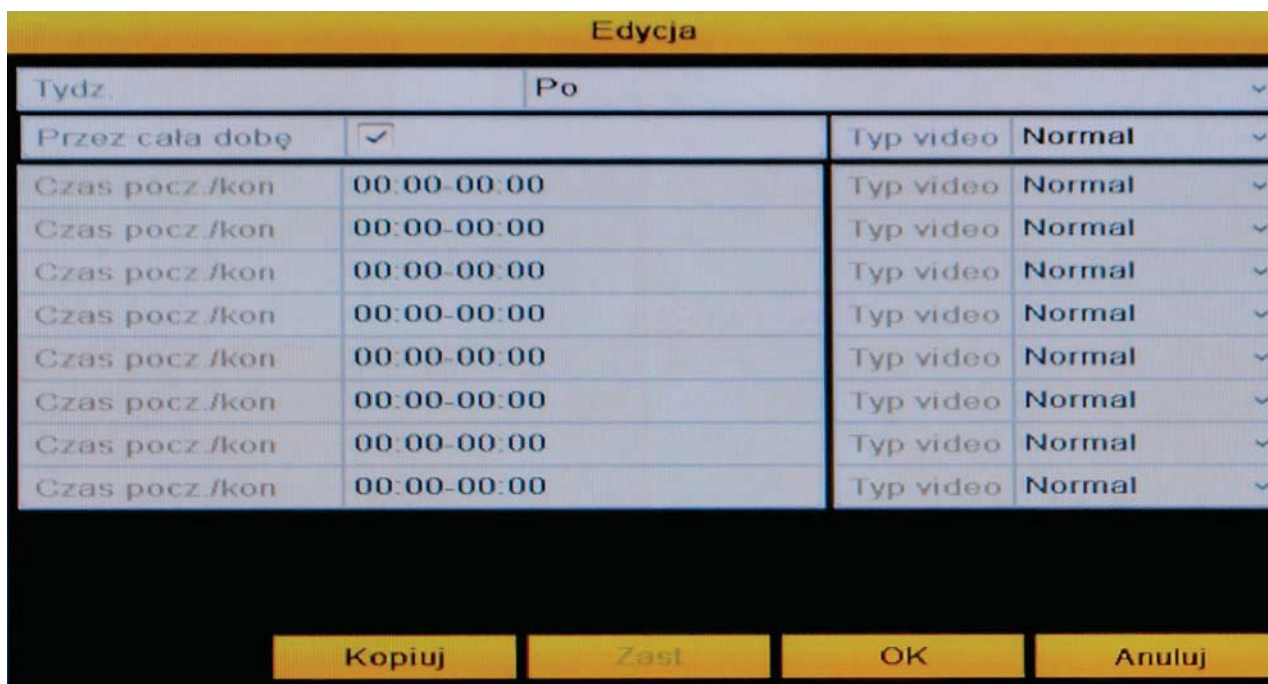 Edycja
Tydz. Po
Przez cała dobę Typ video Normal
Czas pocz./kon 00:00-00:00 Typ video Normal
Czas pocz./kon 00:00-00:00 Typ video Normal
Czas pocz./kon 00:00-00:00 Typ video Normal
Czas pocz./kon 00:00-00:00 Typ video Normal
Czas pocz./kon 00:00-00:00 Typ video Normal
Czas pocz./kon 00:00-00:00 Typ video Normal
Czas pocz./kon 00:00-00:00 Typ video Normal
Czas pocz./kon 00:00-00:00 Typ video Normal
Kopiuj Zast. OK Anuluj